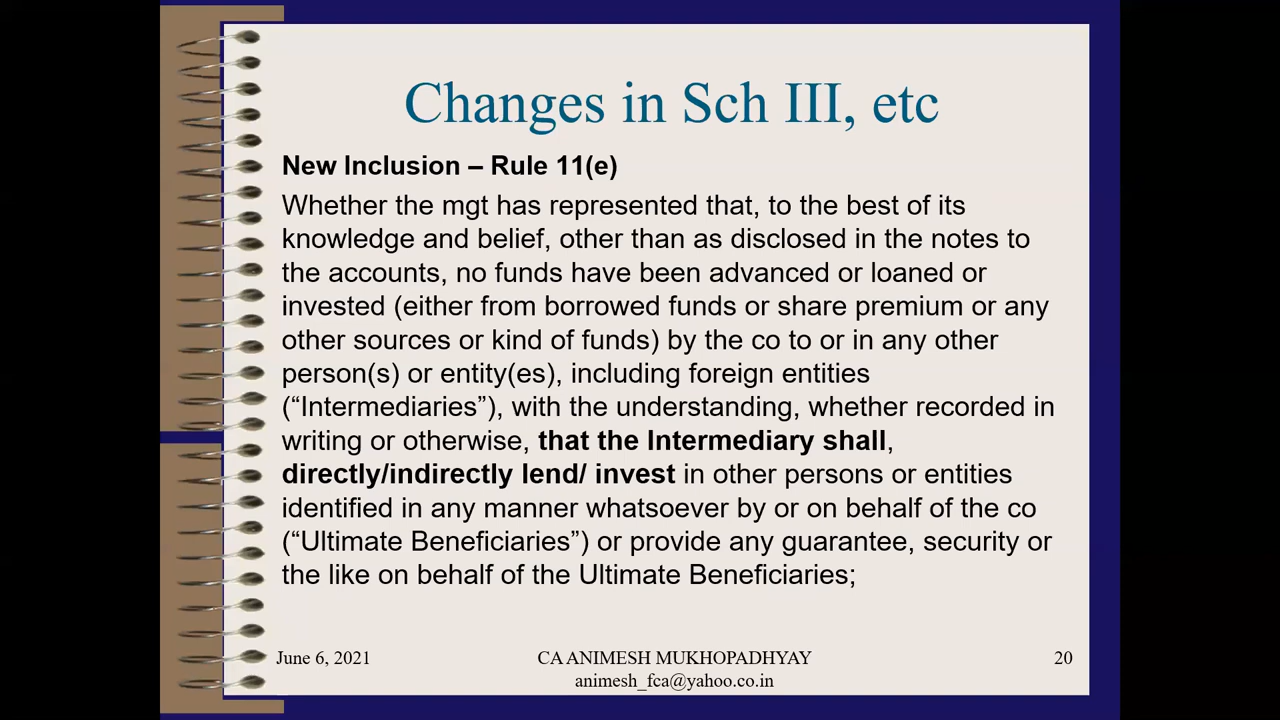 Changes in Sch III, etc
New Inclusion – Rule 11(e)
Whether the mgt has represented that, to the best of its
knowledge and belief, other than as disclosed in the notes to
the accounts, no funds have been advanced or loaned or
invested (either from borrowed funds or share premium or any
other sources or kind of funds) by the co to or in any other
person(s) or entity(es), including foreign entities
(“Intermediaries”), with the understanding, whether recorded in
writing or otherwise, that the Intermediary shall,
directly/indirectly lend/ invest in other persons or entities
identified in any manner whatsoever by or on behalf of the co
(“Ultimate Beneficiaries”) or provide any guarantee, security or
the like on behalf of the Ultimate Beneficiaries;
June 6, 2021
CA ANIMESH MUKHOPADHYAY
animesh_fca@yahoo.co.in
20